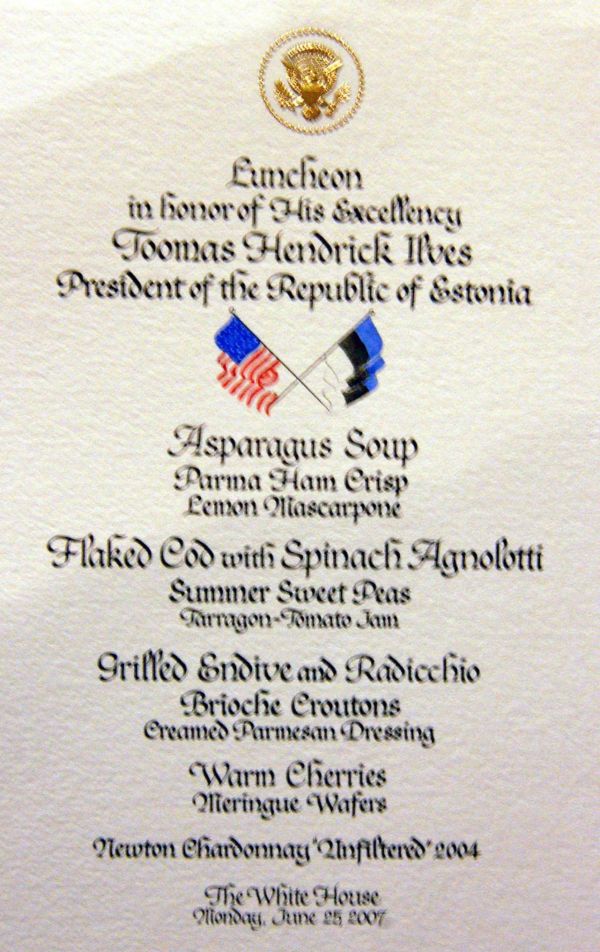 Luncheon
in honor of His Excellency
Toomas Hendrick Ilves
President of the Republic of Estonia
Asparagus Soup
Parma Ham Crisp
Lemon Mascarpone
Flaked Cod with Spinach Agnolotti
Summer Sweet Peas
Tarragon-Tomato Jam
Grilled Endive and Radicchio
Brioche Croutons
Creamed Parmesan Dressing
Warm Cherries
Meringue Wafers
Newton Chardonnay "Unfiltered" 2004
The White House
Monday, June 25, 2007